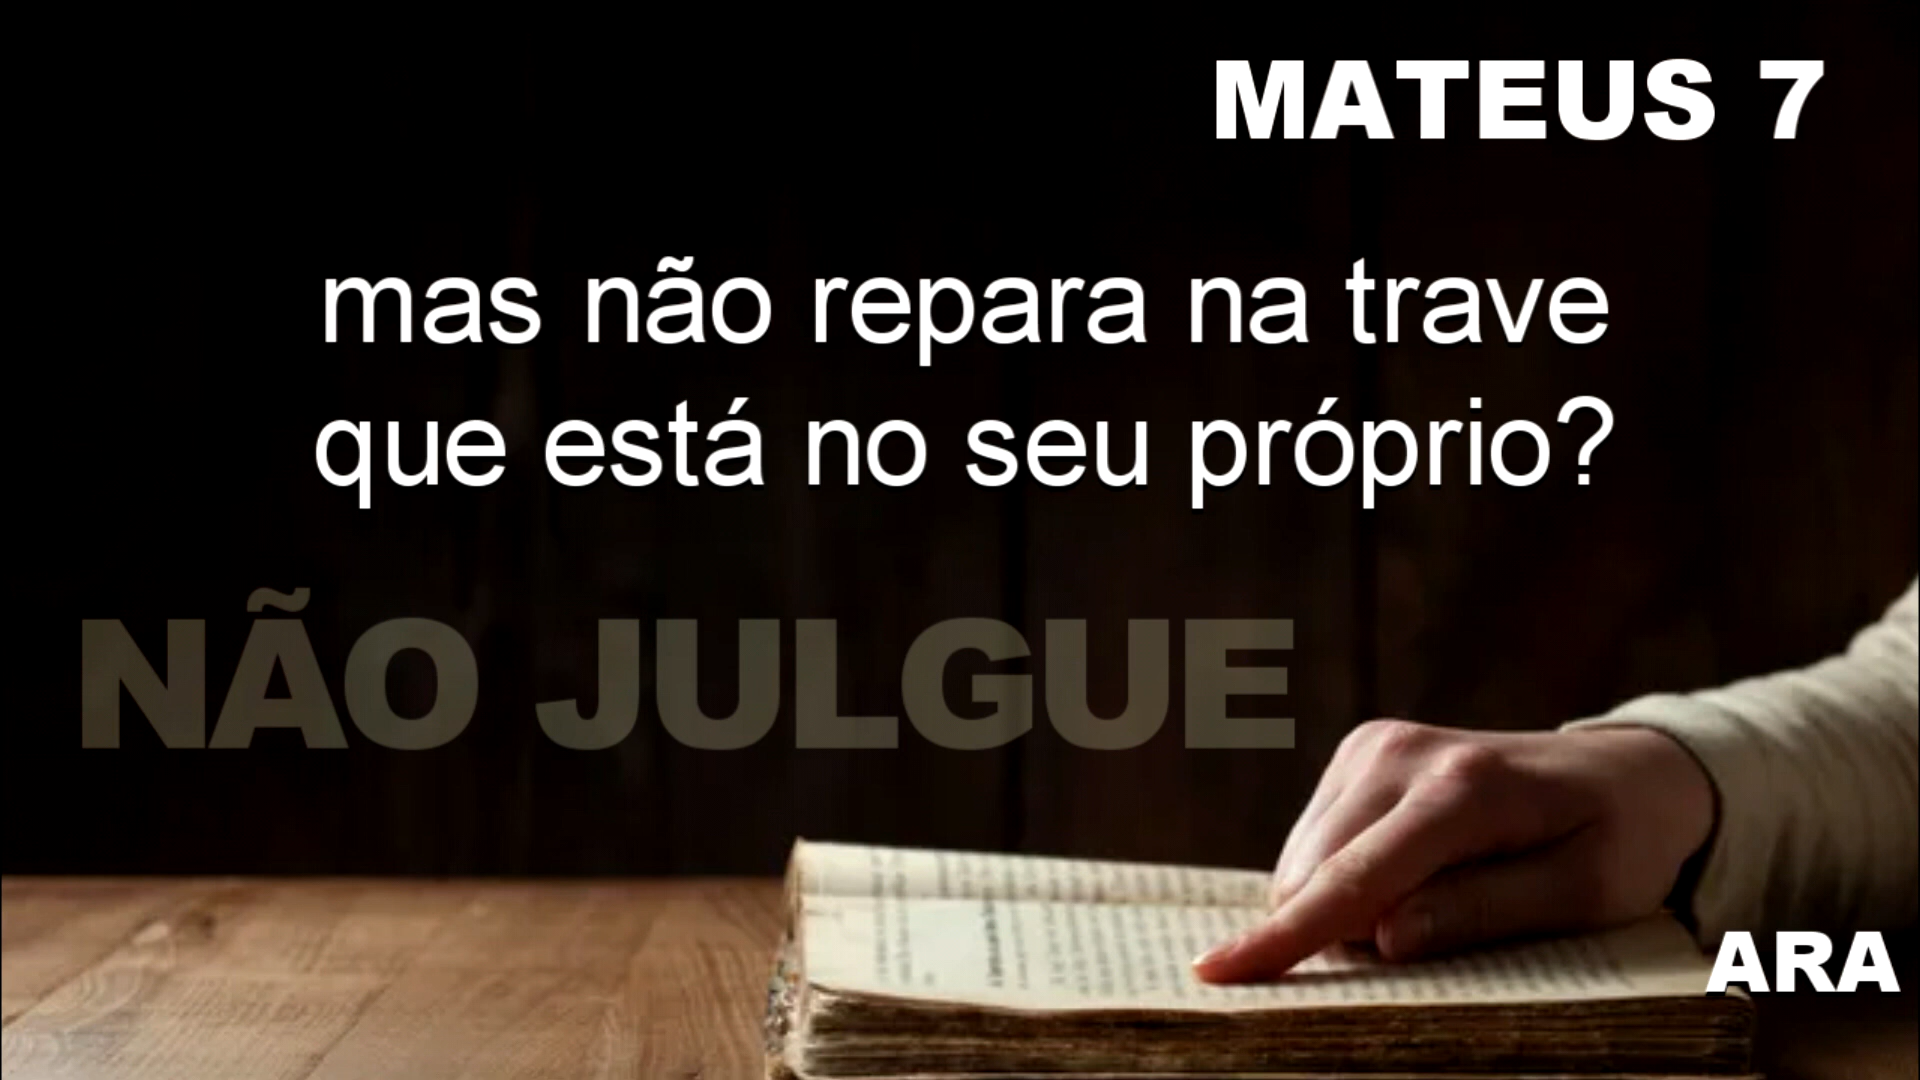 MATEUS 7
mas não repara na trave
que está no seu próprio?
NÃO JULGUE
ARA